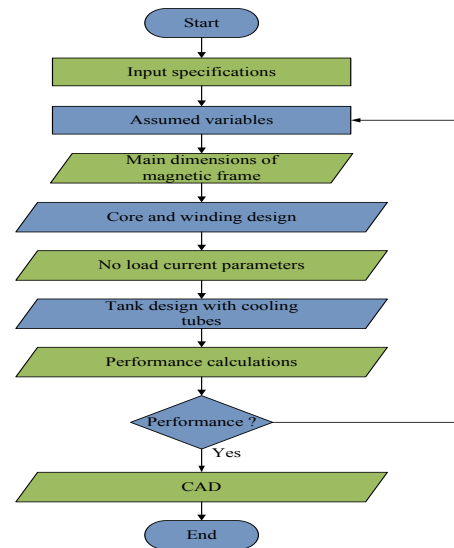 Start
Input specifications
Assumed variables
Main dimensions of
magnetic frame
Core and winding design
No load current parameters
Tank design with cooling
tubes
Performance calculations
Performance ?
Yes
CAD
End